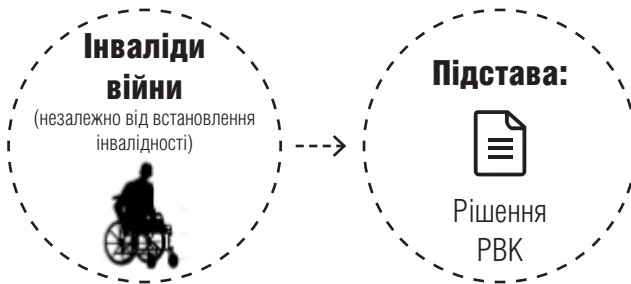 Інваліди
війни
(незалежно від встановлення
інвалідності)
Підстава:
Рішення
РВК